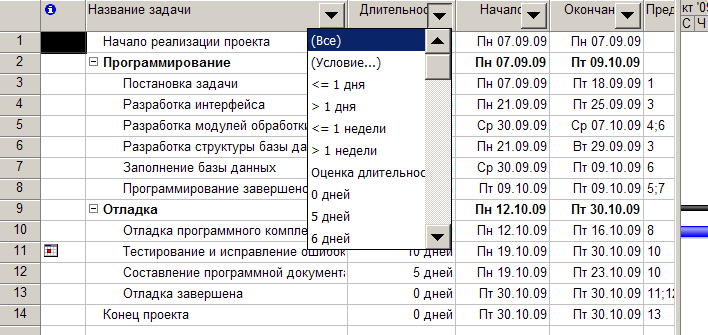 Название задачи Длительнос Начало Окончан Пред кт '09
С Ч
1 Начало реализации проекта (Все) Пн 07.09.09 Пн 07.09.09
2 Программирование (Условие...) Пн 07.09.09 Пт 09.10.09
3 Постановка задачи <= 1 дня Пн 07.09.09 Пт 18.09.09 1
4 Разработка интерфейса > 1 дня Пн 21.09.09 Пт 25.09.09 3
5 Разработка модулей обработки <= 1 недели Ср 30.09.09 Ср 07.10.09 4;6
6 Разработка структуры базы да > 1 недели Пн 21.09.09 Вт 29.09.09 3
7 Заполнение базы данных Оценка длительнос Ср 30.09.09 Пт 09.10.09 6
8 Программирование завершено 0 дней Пт 09.10.09 Пт 09.10.09 5;7
9 Отладка 5 дней Пн 12.10.09 Пт 30.10.09
10 Отладка программного компле 6 дней Пн 12.10.09 Пт 16.10.09 8
11 Тестирование и исправление ошибок 10 дней Пн 19.10.09 Пт 30.10.09 10
12 Составление программной документа 5 дней Пн 19.10.09 Пт 23.10.09 10
13 Отладка завершена 0 дней Пт 30.10.09 Пт 30.10.09 11;12
14 Конец проекта 0 дней Пт 30.10.09 Пт 30.10.09 13